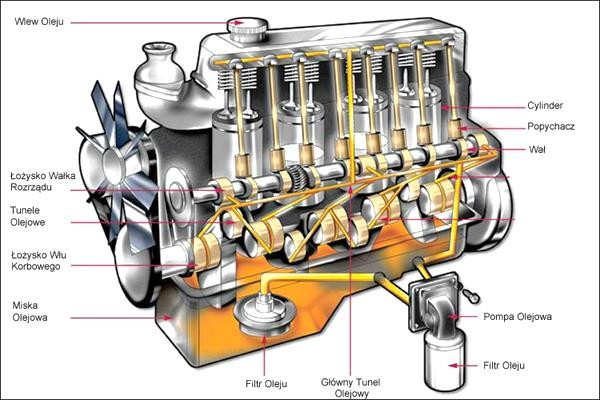 Wlew Oleju
Cylinder
Popychacz
Wał
Łożysko Wałka
Rozrządu
Tunele
Olejowe
Łożysko Włu
Korbowego
Miska
Olejowa
Pompa Olejowa
Filtr Oleju
Filtr Oleju
Główny Tunel
Olejowy